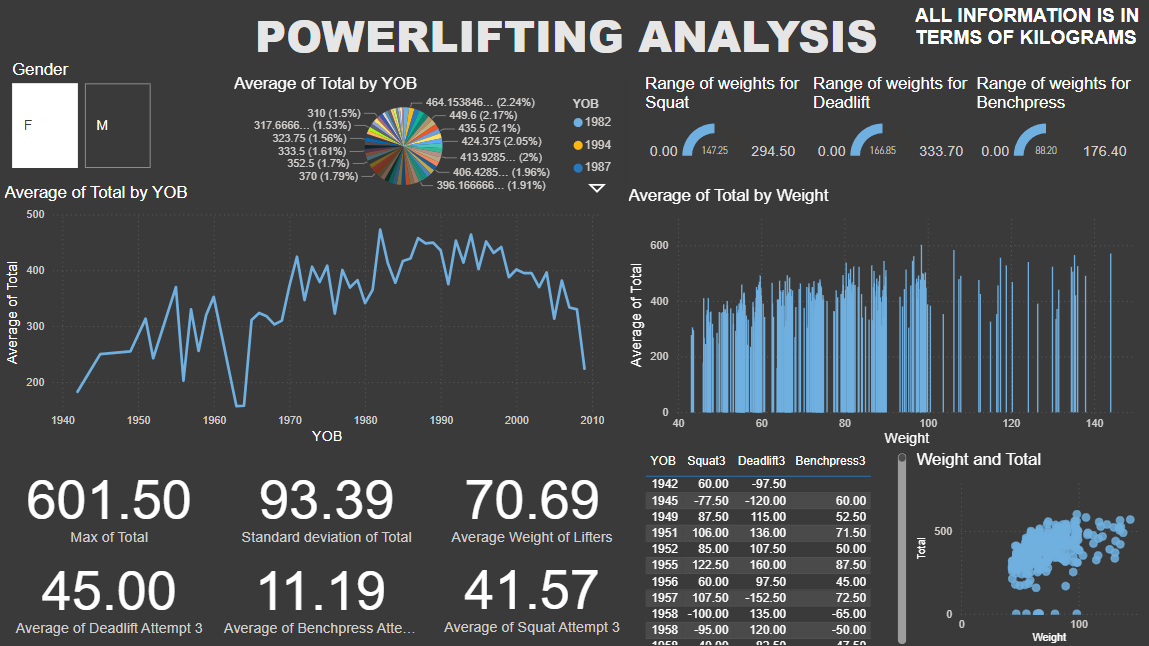 POWERLIFTING ANALYSIS
ALL INFORMATION IS IN
TERMS OF KILOGRAMS
Gender
F
M
Average of Total by YOB
464.153846... (2.24%)
449.6 (2.17%)
435.5 (2.1%)
424.375 (2.05%)
413.9285... (2%)
406.4285... (1.96%)
396.166666... (1.91%)
310 (1.5%)
317.6666... (1.53%)
323.75 (1.56%)
333.5 (1.61%)
352.5 (1.7%)
370 (1.79%)
YOB
1982
1994
1987
Range of weights for
Squat
0.00
147.25
294.50
Range of weights for
Deadlift
0.00
166.85
333.70
Range of weights for
Benchpress
0.00
88.20
176.40
Average of Total by YOB
Average of Total
500
400
300
200
1940 1950 1960 1970 1980 1990 2000 2010
YOB
Average of Total by Weight
Average of Total
600
400
200
0
40 60 80 100 120 140
Weight
601.50
Max of Total
93.39
Standard deviation of Total
70.69
Average Weight of Lifters
45.00
Average of Deadlift Attempt 3
11.19
Average of Benchpress Atte...
41.57
Average of Squat Attempt 3
YOB Squat3 Deadlift3 Benchpress3
1942 60.00 -97.50
1945 -77.50 -120.00 60.00
1949 87.50 115.00 52.50
1951 106.00 136.00 71.50
1952 85.00 107.50 50.00
1955 122.50 160.00 87.50
1956 60.00 97.50 45.00
1957 107.50 -152.50 72.50
1958 -100.00 135.00 -65.00
1958 -95.00 120.00 -50.00
Weight and Total
Total
500
0
0 100
Weight